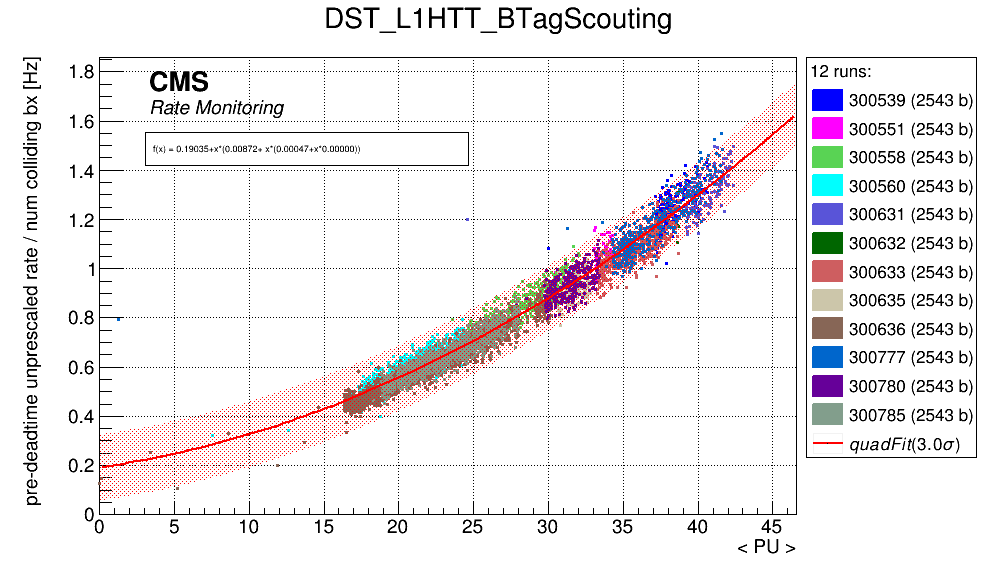 DST_L1HTT_BTagScouting
pre-deadtime unprescaled rate / num colliding bx [Hz]
CMS
Rate Monitoring
f(x) = 0.19035+x*(0.00872+ x*(0.00047+x*0.00000))
1.8
1.6
1.4
1.2
1
0.8
0.6
0.4
0.2
0
0 5 10 15 20 25 30 35 40 45
< PU >
12 runs:
300539 (2543 b)
300551 (2543 b)
300558 (2543 b)
300560 (2543 b)
300631 (2543 b)
300632 (2543 b)
300633 (2543 b)
300635 (2543 b)
300636 (2543 b)
300777 (2543 b)
300780 (2543 b)
300785 (2543 b)
quadFit(3.0σ)